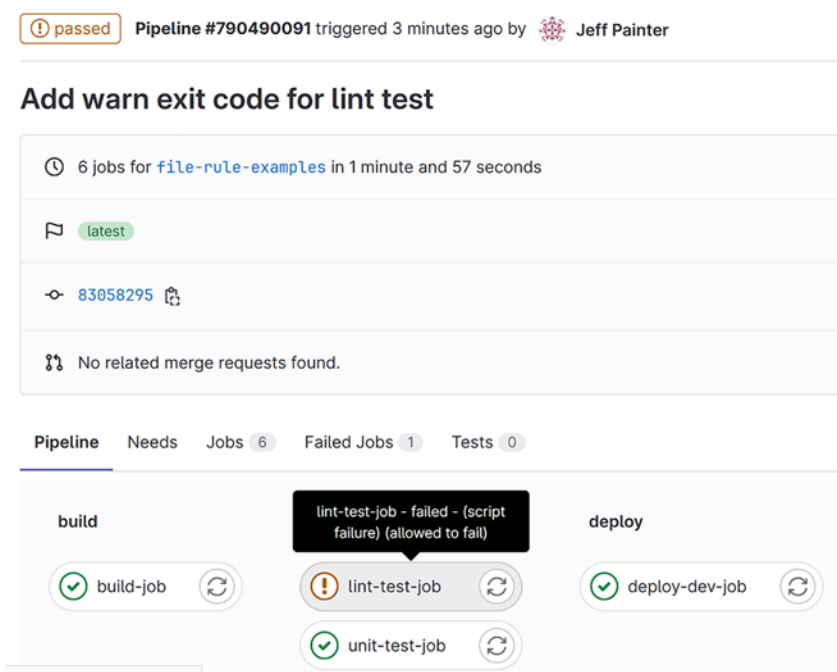 passed Pipeline #790490091 triggered 3 minutes ago by Jeff Painter
Add warn exit code for lint test
6 jobs for file-rule-examples in 1 minute and 57 seconds
latest
83058295
No related merge requests found.
Pipeline Needs Jobs 6 Failed Jobs 1 Tests 0
build
lint-test-job - failed - (script
failure) (allowed to fail)
deploy
build-job
lint-test-job
deploy-dev-job
unit-test-job